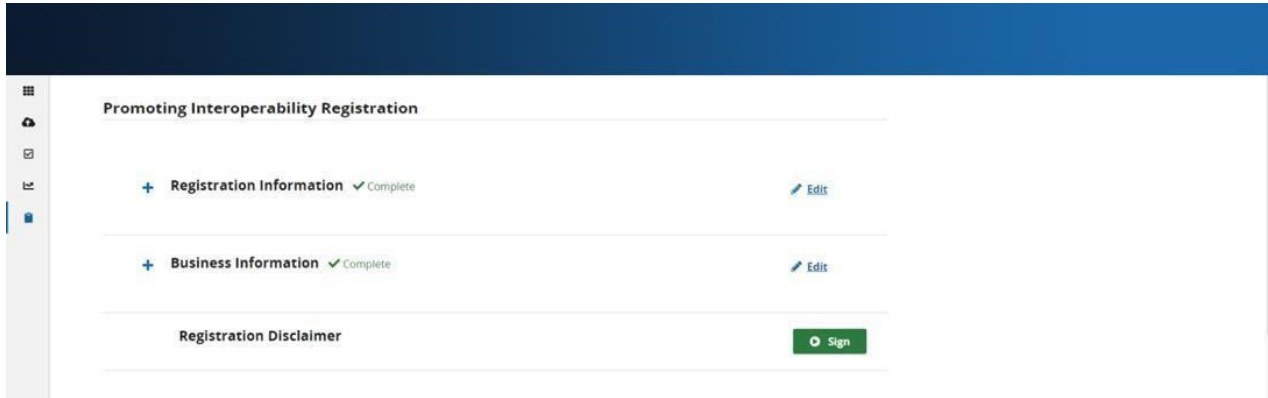 Promoting Interoperability Registration
Registration Information Complete Edit
Business Information Complete Edit
Registration Disclaimer Sign